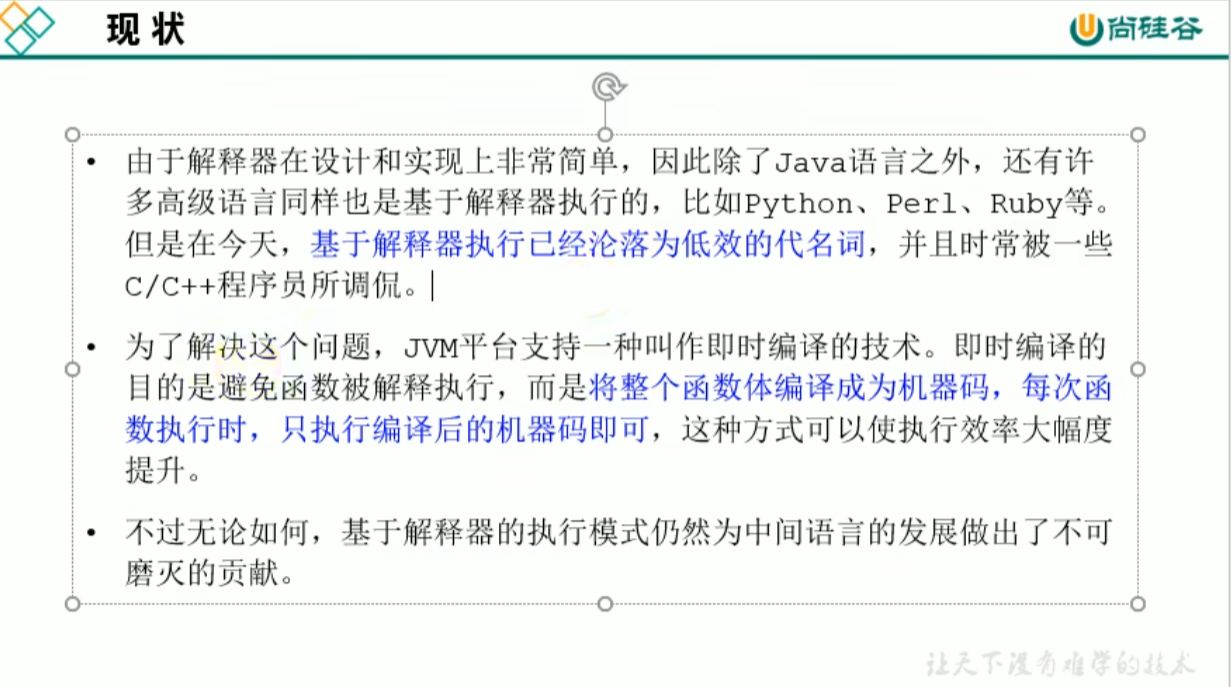 现状
尚硅谷
• 由于解释器在设计和实现上非常简单，因此除了Java语言之外，还有许
多高级语言同样也是基于解释器执行的，比如Python、Perl、Ruby等。
但是在今天，基于解释器执行已经沦落为低效的代名词，并且时常被一些
C/C++程序员所调侃。
• 为了解决这个问题，JVM平台支持一种叫作即时编译的技术。即时编译的
目的是避免函数被解释执行，而是将整个函数体编译成为机器码，每次函
数执行时，只执行编译后的机器码即可，这种方式可以使执行效率大幅度
提升。
• 不过无论如何，基于解释器的执行模式仍然为中间语言的发展做出了不可
磨灭的贡献。
让天下没有难学的技术